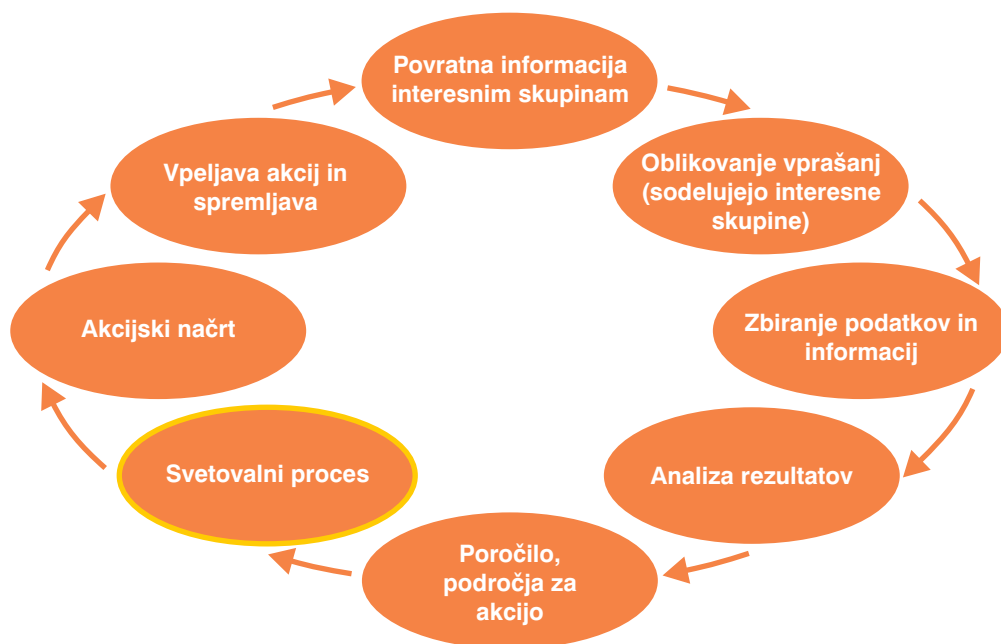 Povratna informacija
interesnim skupinam
Oblikovanje vprašanj
(sodelujejo interesne
skupine)
Zbiranje podatkov in
informacij
Analiza rezultatov
Poročilo,
področja za
akcijo
Svetovalni proces
Akcijski načrt
Vpeljava akcij in
spremljava